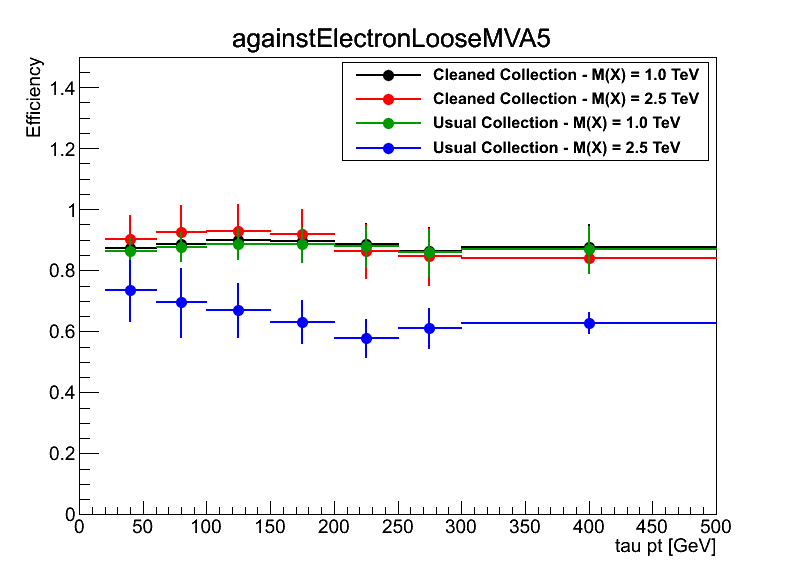 againstElectronLooseMVA5
Efficiency
Cleaned Collection - M(X) = 1.0 TeV
Cleaned Collection - M(X) = 2.5 TeV
Usual Collection - M(X) = 1.0 TeV
Usual Collection - M(X) = 2.5 TeV
1.4
1.2
1
0.8
0.6
0.4
0.2
0
0 50 100 150 200 250 300 350 400 450 500
tau pt [GeV]